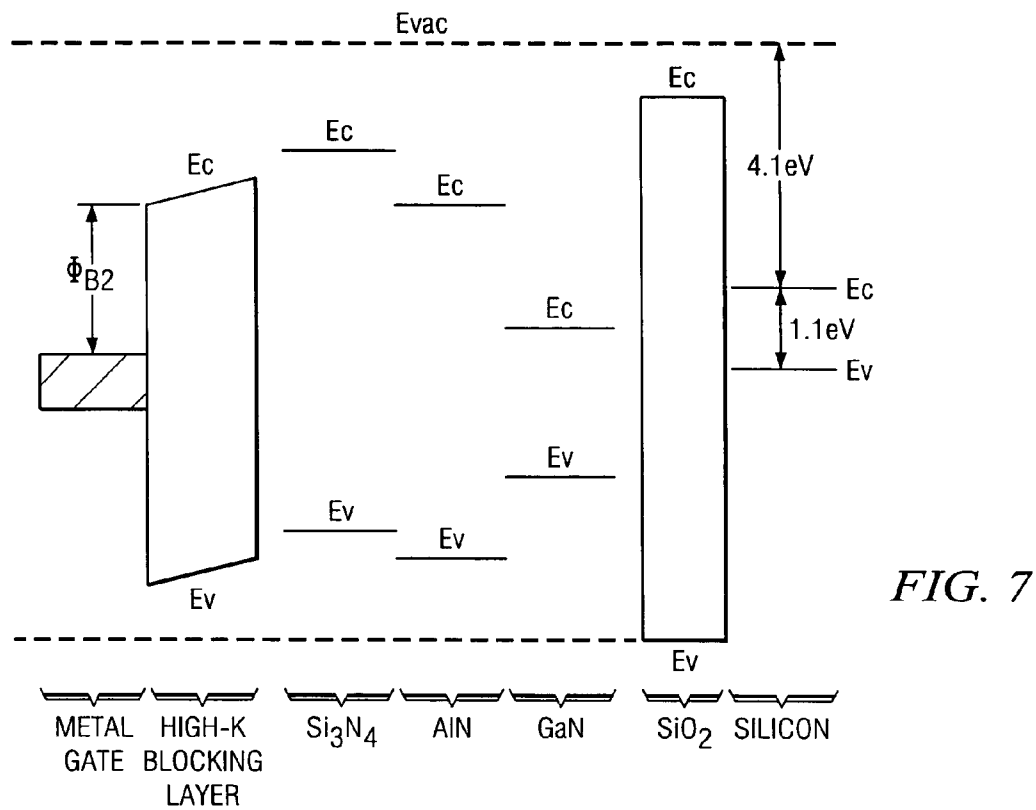 Evac
Ec
Ec
4.1eV
Ec
Ec
ΦB2
Ec
Ec
1.1eV
Ev
Ev
Ev
Ev
Ev
FIG. 7
Ev
METAL GATE
HIGH-K BLOCKING LAYER
Si3N4
AlN
GaN
SiO2
SILICON